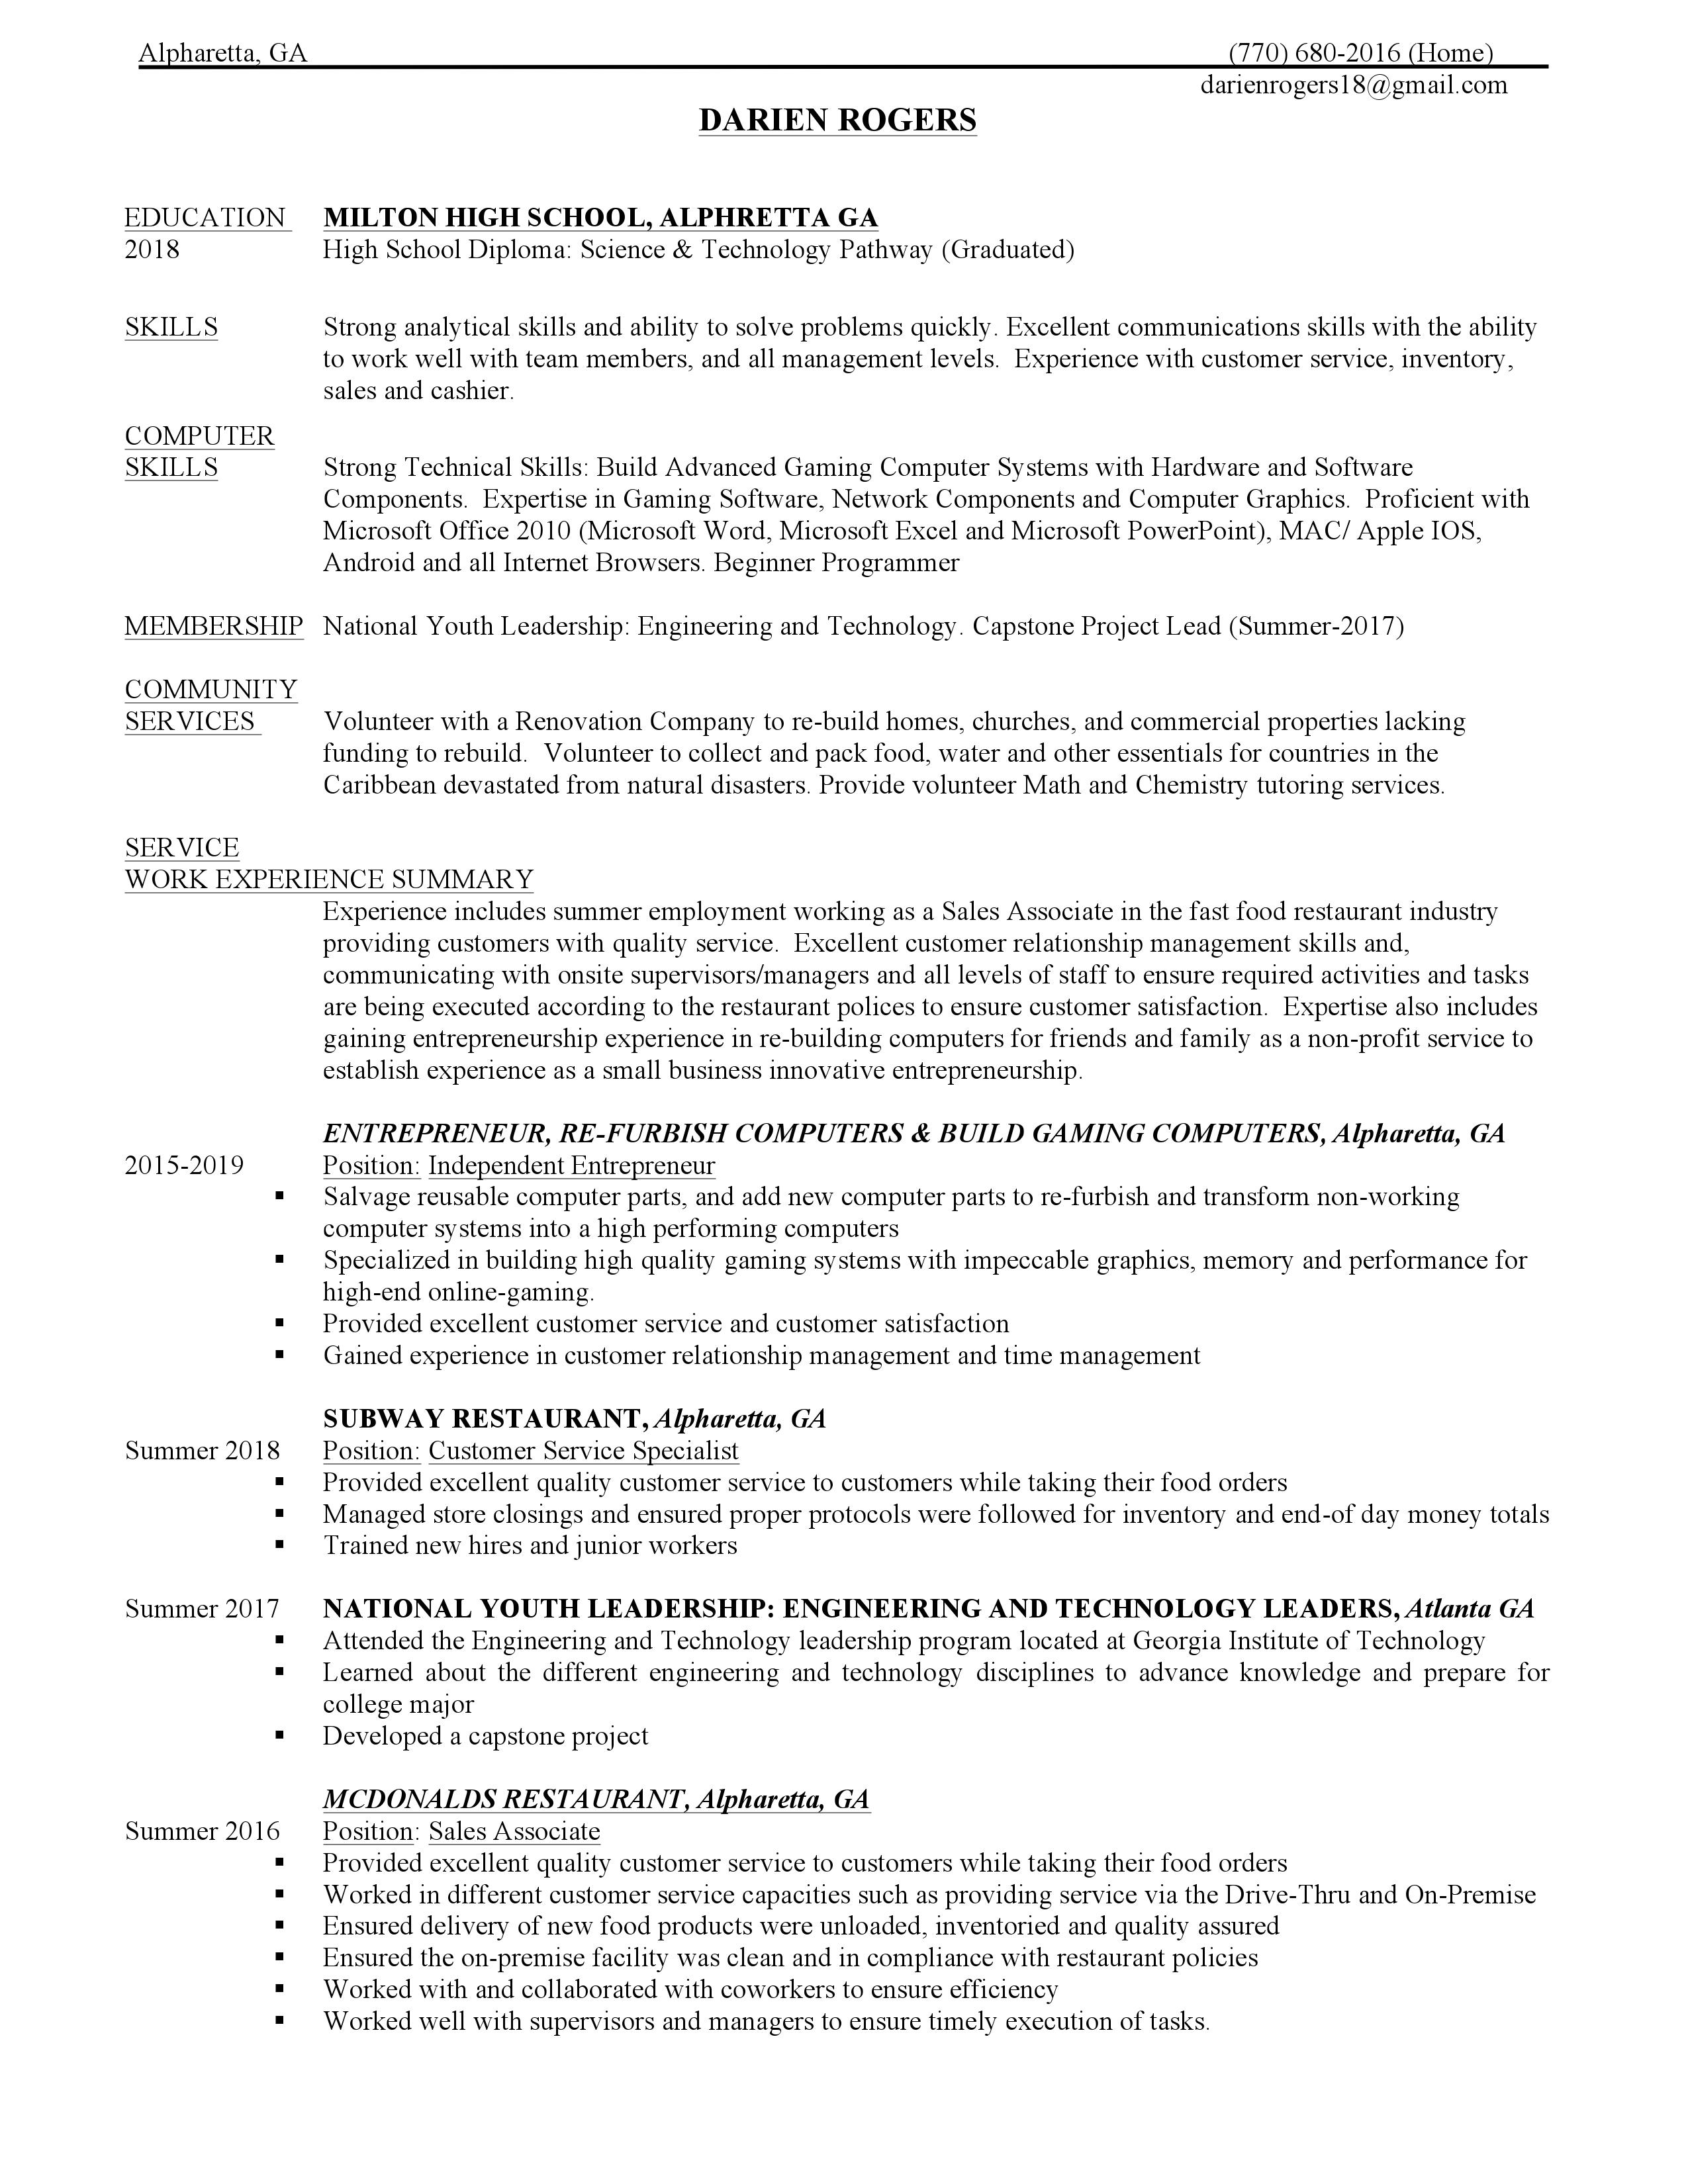 Alpharetta, GA (770) 680-2016 (Home)
darienrogers18@gmail.com
DARIEN ROGERS
EDUCATION MILTON HIGH SCHOOL, ALPHRETTA GA
2018 High School Diploma: Science & Technology Pathway (Graduated)
SKILLS Strong analytical skills and ability to solve problems quickly. Excellent communications skills with the ability
to work well with team members, and all management levels. Experience with customer service, inventory,
sales and cashier.
COMPUTER
SKILLS Strong Technical Skills: Build Advanced Gaming Computer Systems with Hardware and Software
Components. Expertise in Gaming Software, Network Components and Computer Graphics. Proficient with
Microsoft Office 2010 (Microsoft Word, Microsoft Excel and Microsoft PowerPoint), MAC/ Apple IOS,
Android and all Internet Browsers. Beginner Programmer
MEMBERSHIP National Youth Leadership: Engineering and Technology. Capstone Project Lead (Summer-2017)
COMMUNITY
SERVICES Volunteer with a Renovation Company to re-build homes, churches, and commercial properties lacking
funding to rebuild. Volunteer to collect and pack food, water and other essentials for countries in the
Caribbean devastated from natural disasters. Provide volunteer Math and Chemistry tutoring services.
SERVICE
WORK EXPERIENCE SUMMARY
Experience includes summer employment working as a Sales Associate in the fast food restaurant industry
providing customers with quality service. Excellent customer relationship management skills and,
communicating with onsite supervisors/managers and all levels of staff to ensure required activities and tasks
are being executed according to the restaurant polices to ensure customer satisfaction. Expertise also includes
gaining entrepreneurship experience in re-building computers for friends and family as a non-profit service to
establish experience as a small business innovative entrepreneurship.
ENTREPRENEUR, RE-FURBISH COMPUTERS & BUILD GAMING COMPUTERS, Alpharetta, GA
2015-2019 Position: Independent Entrepreneur
▪ Salvage reusable computer parts, and add new computer parts to re-furbish and transform non-working
computer systems into a high performing computers
▪ Specialized in building high quality gaming systems with impeccable graphics, memory and performance for
high-end online-gaming.
▪ Provided excellent customer service and customer satisfaction
▪ Gained experience in customer relationship management and time management
SUBWAY RESTAURANT, Alpharetta, GA
Summer 2018 Position: Customer Service Specialist
▪ Provided excellent quality customer service to customers while taking their food orders
▪ Managed store closings and ensured proper protocols were followed for inventory and end-of day money totals
▪ Trained new hires and junior workers
Summer 2017 NATIONAL YOUTH LEADERSHIP: ENGINEERING AND TECHNOLOGY LEADERS, Atlanta GA
▪ Attended the Engineering and Technology leadership program located at Georgia Institute of Technology
▪ Learned about the different engineering and technology disciplines to advance knowledge and prepare for
college major
▪ Developed a capstone project
MCDONALDS RESTAURANT, Alpharetta, GA
Summer 2016 Position: Sales Associate
▪ Provided excellent quality customer service to customers while taking their food orders
▪ Worked in different customer service capacities such as providing service via the Drive-Thru and On-Premise
▪ Ensured delivery of new food products were unloaded, inventoried and quality assured
▪ Ensured the on-premise facility was clean and in compliance with restaurant policies
▪ Worked with and collaborated with coworkers to ensure efficiency
▪ Worked well with supervisors and managers to ensure timely execution of tasks.